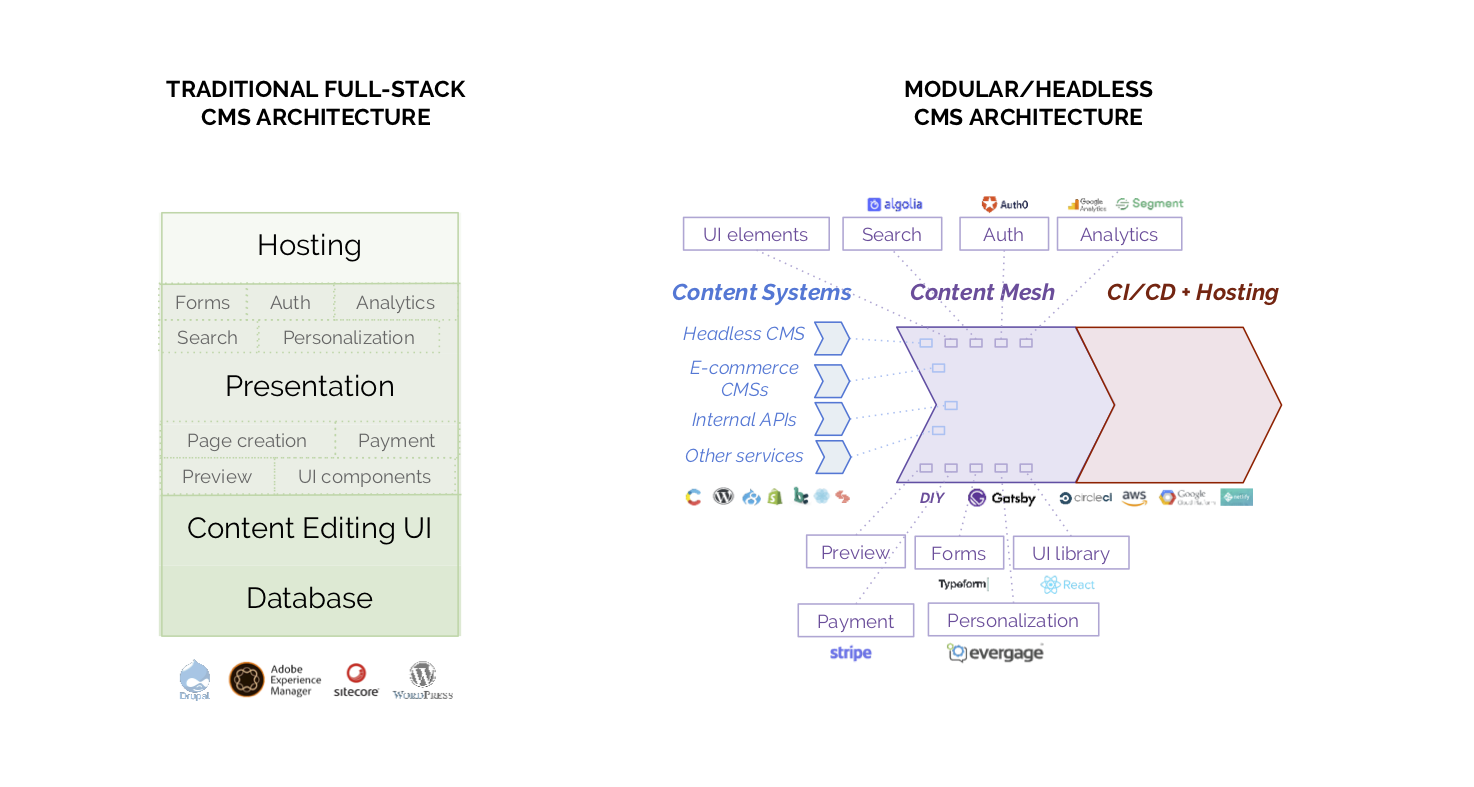 TRADITIONAL FULL-STACK
CMS ARCHITECTURE
Hosting
Forms
Auth
Analytics
Search
Personalization
Presentation
Page creation
Payment
Preview
UI components
Content Editing UI
Database
Drupal
Adobe
Experience
Manager
sitecore
WORDPRESS
MODULAR/HEADLESS
CMS ARCHITECTURE
algolia
Auth0
Google
Analytics
Segment
UI elements
Search
Auth
Analytics
Content Systems
Content Mesh
CI/CD + Hosting
Headless CMS
E-commerce
CMSs
Internal APIs
Other services
DIY
Gatsby
circleci
aws
Google
Cloud Platform
netlify
Preview
Forms
UI library
Typeform
React
Payment
Personalization
stripe
evergage